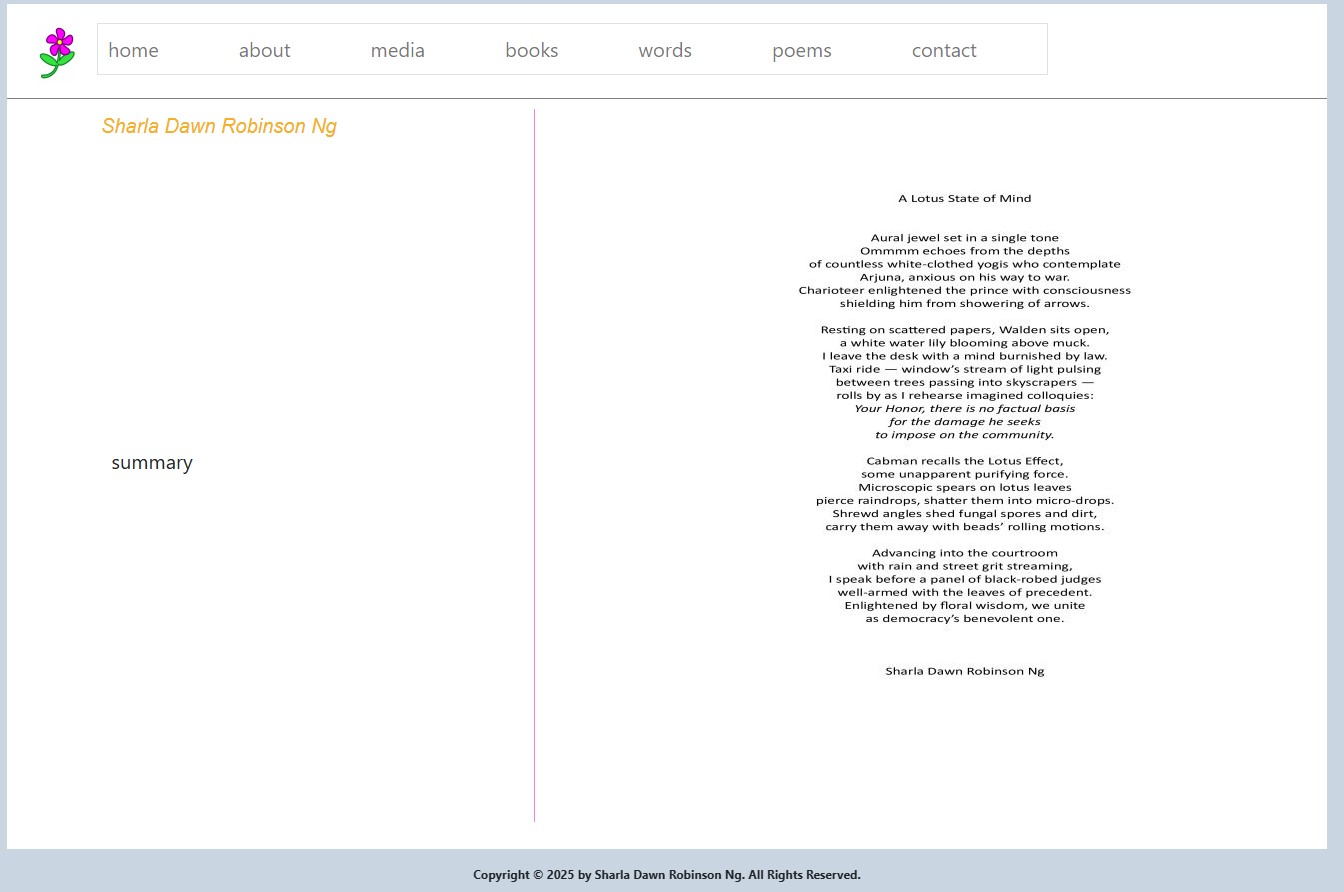 home about media books words poems contact
Sharla Dawn Robinson Ng
summary
A Lotus State of Mind
Aural jewel set in a single tone
Ommmm echoes from the depths
of countless white-clothed yogis who contemplate
Arjuna, anxious on his way to war.
Charioteer enlightened the prince with consciousness
shielding him from showering of arrows.
Resting on scattered papers, Walden sits open,
a white water lily blooming above muck.
I leave the desk with a mind burnished by law.
Taxi ride — window’s stream of light pulsing
between trees passing into skyscrapers —
rolls by as I rehearse imagined colloquies:
Your Honor, there is no factual basis
for the damage he seeks
to impose on the community.
Cabman recalls the Lotus Effect,
some unapparent purifying force.
Microscopic spears on lotus leaves
pierce raindrops, shatter them into micro-drops.
Shrewd angles shed fungal spores and dirt,
carry them away with beads’ rolling motions.
Advancing into the courtroom
with rain and street grit streaming,
I speak before a panel of black-robed judges
well-armed with the leaves of precedent.
Enlightened by floral wisdom, we unite
as democracy’s benevolent one.
Sharla Dawn Robinson Ng
Copyright © 2025 by Sharla Dawn Robinson Ng. All Rights Reserved.